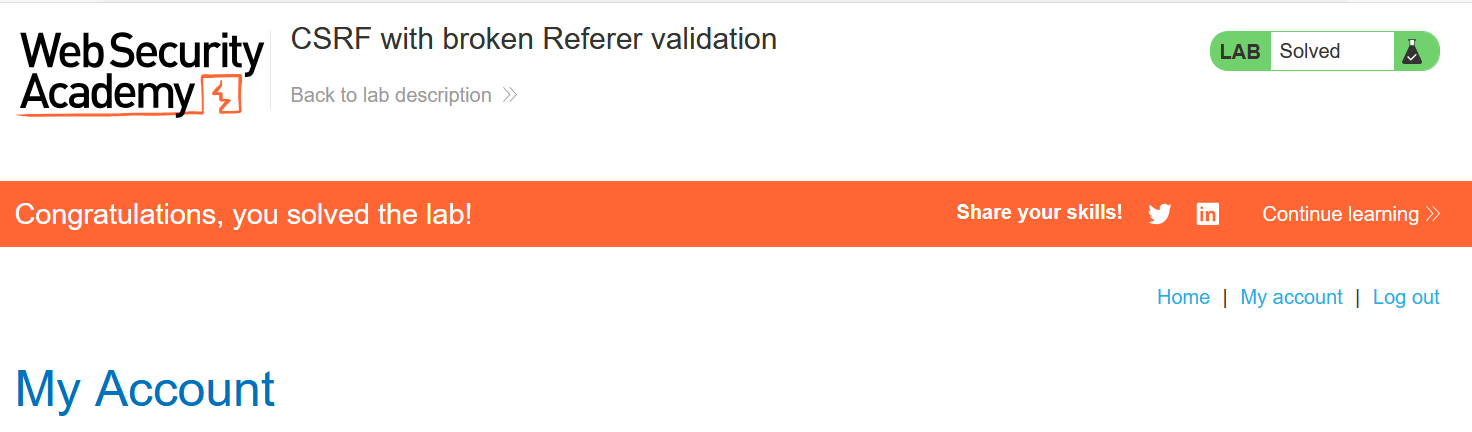 Web Security
Academy
CSRF with broken Referer validation
Back to lab description
LAB Solved
Congratulations, you solved the lab!
Share your skills!
Continue learning
Home | My account | Log out
My Account